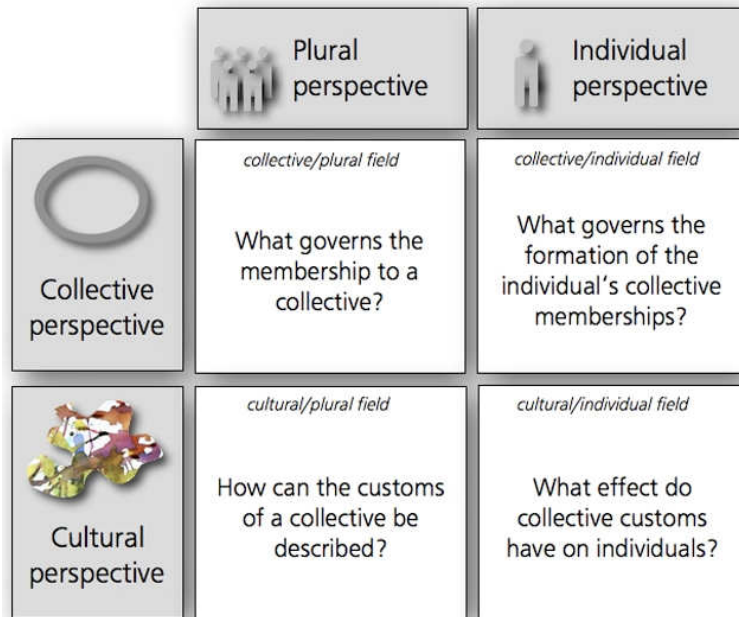 Plural
perspective
Individual
perspective
Collective
perspective
collective/plural field
What governs the
membership to a
collective?
collective/individual field
What governs the
formation of the
individual’s collective
memberships?
Cultural
perspective
cultural/plural field
How can the customs
of a collective be
described?
cultural/individual field
What effect do
collective customs
have on individuals?